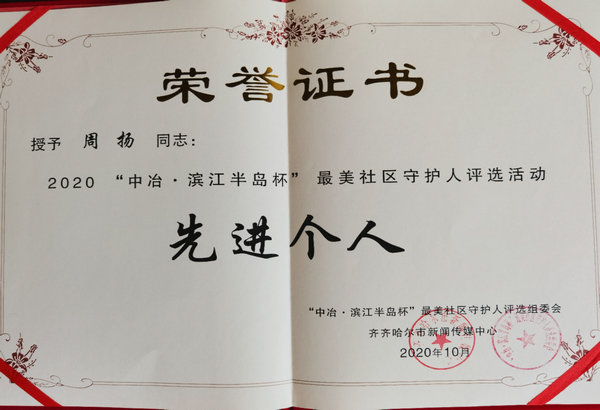 荣誉证书
授予 周扬 同志：
2020 “中冶·滨江半岛杯”最美社区守护人评选活动
先进个人
“中冶·滨江半岛杯”最美社区守护人评选组委会
齐齐哈尔市新闻传媒中心
2020年10月